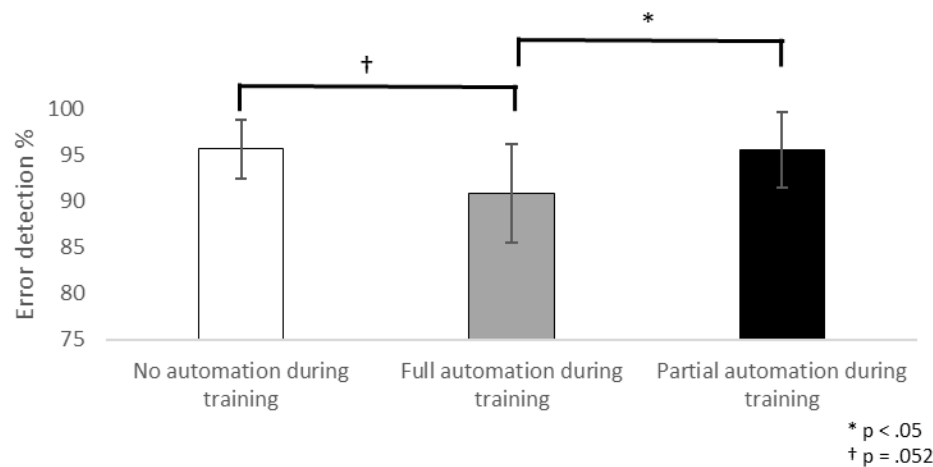 *
†
Error detection %
100
95
90
85
80
75
No automation during
training
Full automation during
training
Partial automation during
training
* p < .05
† p = .052